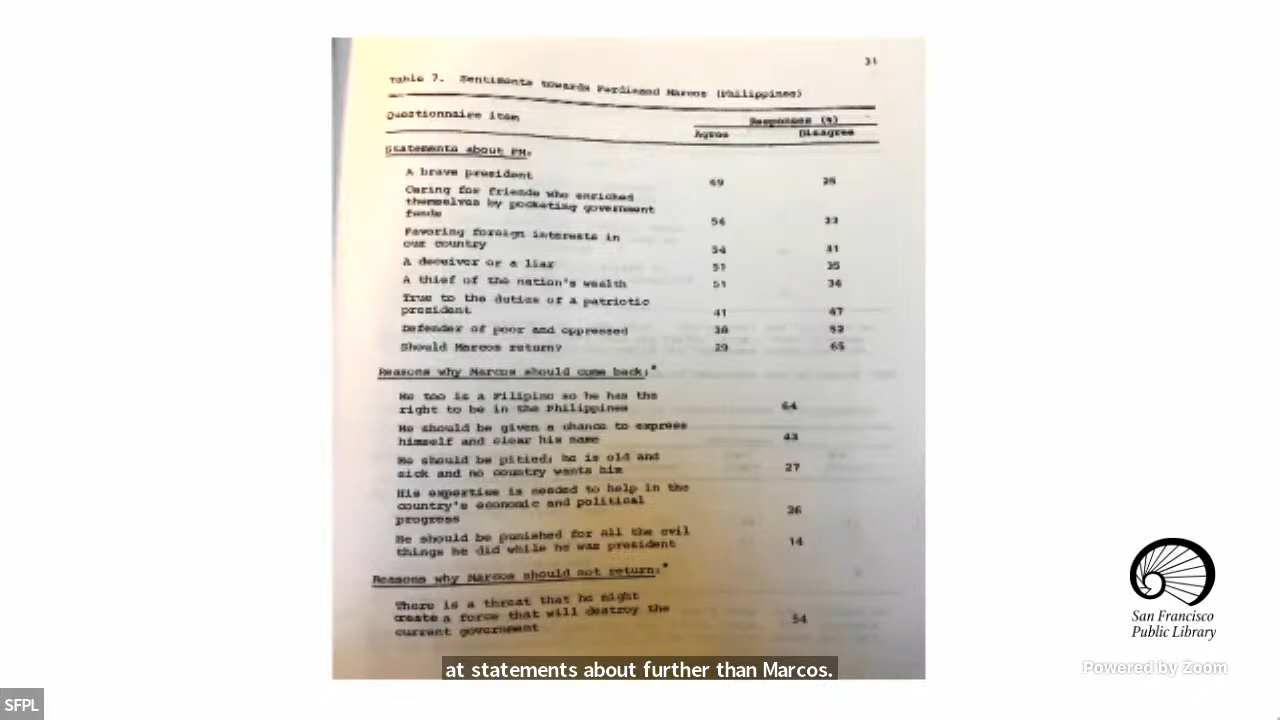 31
Table 7. Sentiments towards Ferdinand Marcos (Philippines)
Questionnaire item
Responses (%)
Agree Disagree
Statements about FM:
A brave president
69
Caring for friends who enriched
themselves by pocketing government
funds
33
Favoring foreign interests in
our country
A deceiver or a liar
51 35
A thief of the nation's wealth
51
True to the duties of a patriotic
president
41 47
Defender of poor and oppressed
Should Marcos return?
29 65
Reasons why Marcos should come back:*
He too is a Filipino so he has the
right to be in the Philippines
64
He should be given a chance to express
himself and clear his name
43
He should be pitied; he is old and
sick and no country wants him
27
His expertise is needed to help in the
country's economic and political
progress
26
He should be punished for all the evil
things he did while he was president
14
Reasons why Marcos should not return:*
There is a threat that he might
create a force that will destroy the
current government
54
at statements about further than Marcos.
San Francisco
Public Library
Powered by Zoom
SFPL